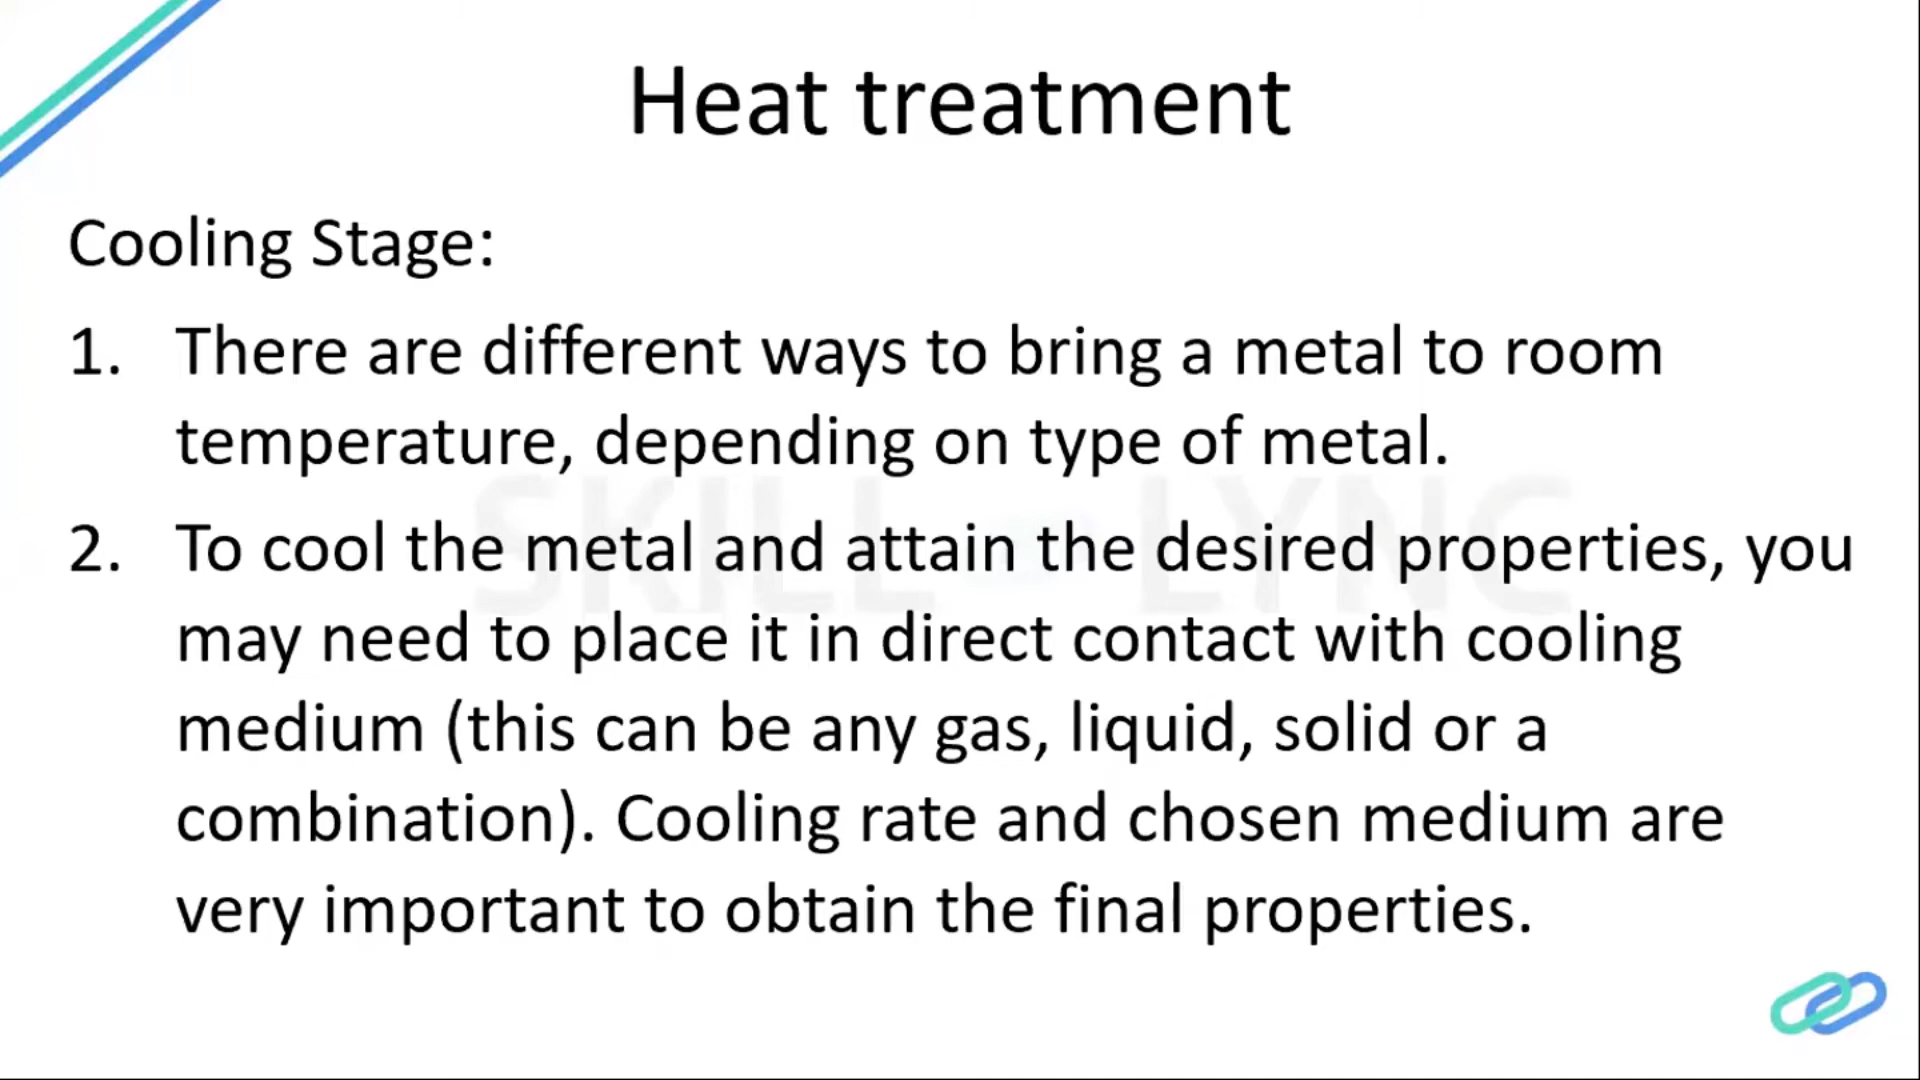 Heat treatment
Cooling Stage:
1. There are different ways to bring a metal to room
temperature, depending on type of metal.
SKILL LYNC
2. To cool the metal and attain the desired properties, you
may need to place it in direct contact with cooling
medium (this can be any gas, liquid, solid or a
combination). Cooling rate and chosen medium are
very important to obtain the final properties.